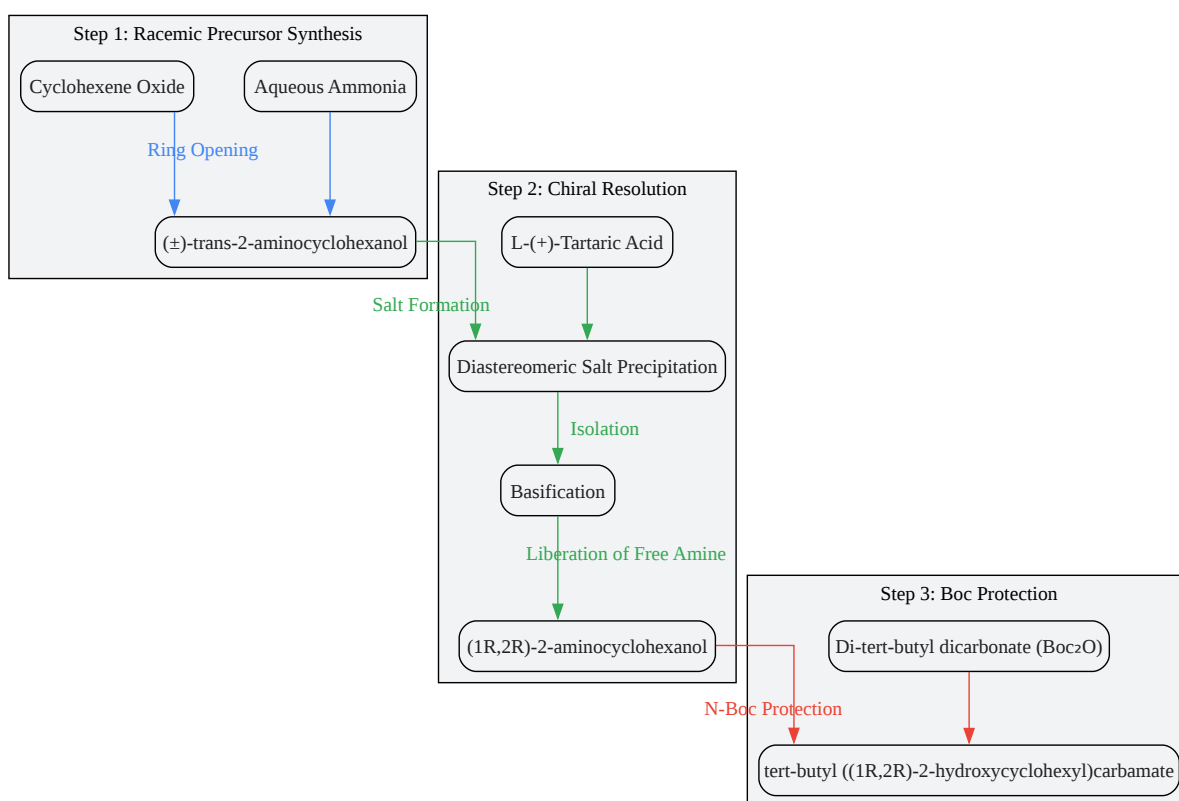 Step 1: Racemic Precursor Synthesis
Cyclohexene Oxide
Aqueous Ammonia
Ring Opening
(±)-trans-2-aminocyclohexanol
Step 2: Chiral Resolution
L-(+)-Tartaric Acid
Salt Formation
Diastereomeric Salt Precipitation
Isolation
Basification
Liberation of Free Amine
(1R,2R)-2-aminocyclohexanol
Step 3: Boc Protection
Di-tert-butyl dicarbonate (Boc₂O)
N-Boc Protection
tert-butyl ((1R,2R)-2-hydroxycyclohexyl)carbamate